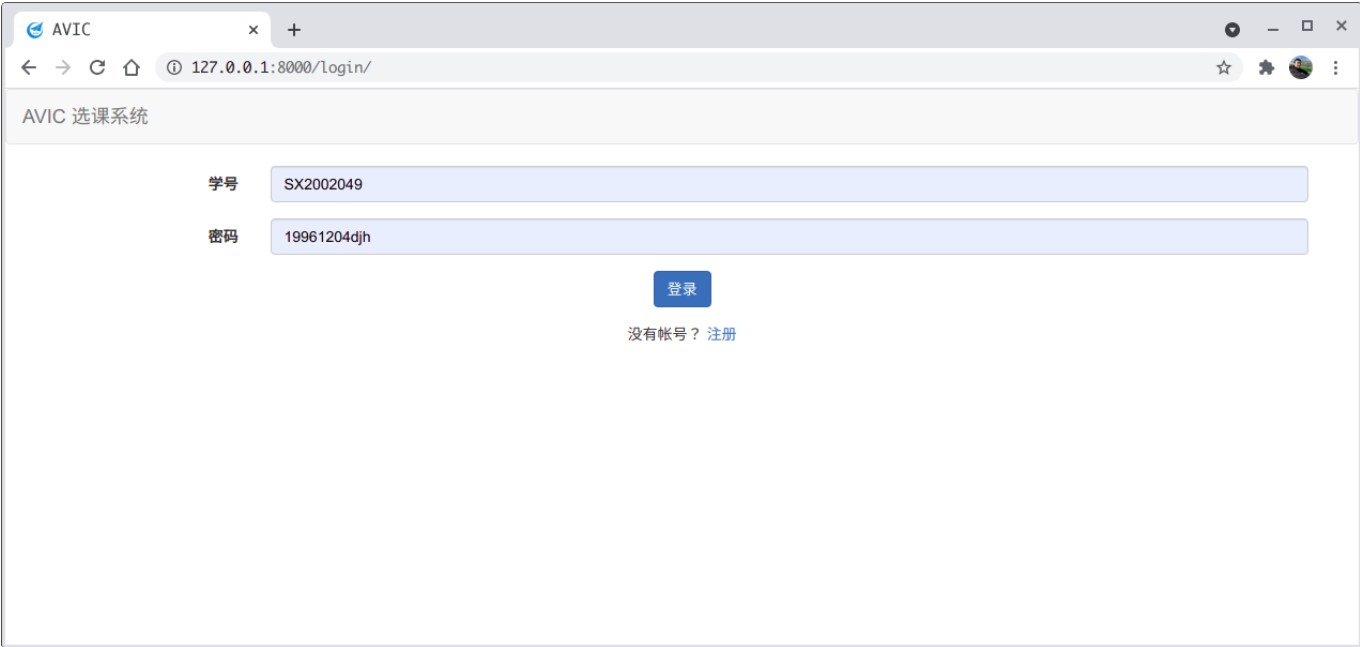 AVIC
127.0.0.1:8000/login/
AVIC 选课系统
学号 SX2002049
密码 19961204djh
登录
没有帐号？ 注册